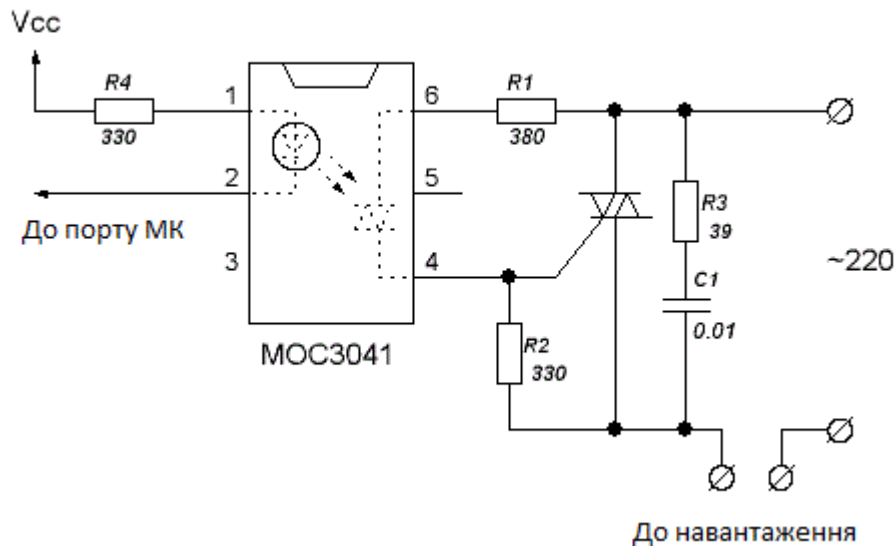 Vcc
R4
330
1
2
3
До порту МК
6
5
4
MOC3041
R1
380
R2
330
R3
39
C1
0.01
~220
До навантаження